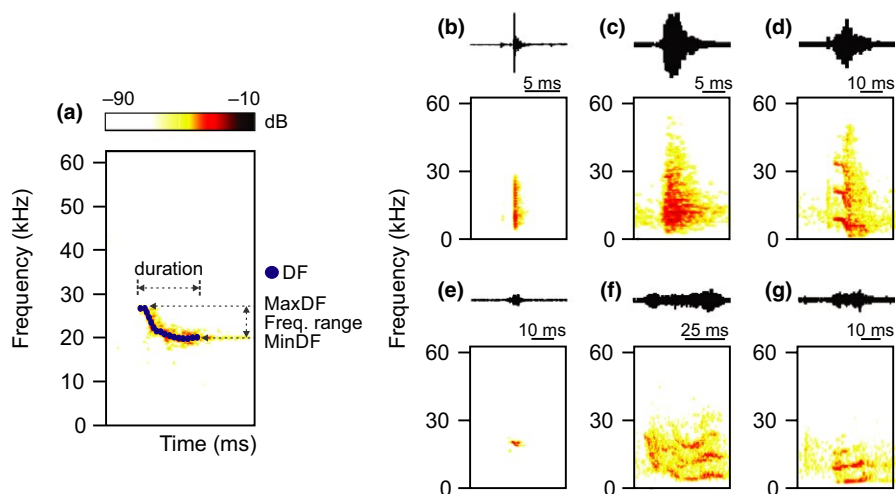 (a)
–90
–10
dB
Frequency (kHz)
60
50
40
30
20
10
0
duration
DF
MaxDF
Freq. range
MinDF
Time (ms)
(b)
(c)
(d)
5 ms
5 ms
10 ms
Frequency (kHz)
60
30
0
60
30
0
60
30
0
(e)
(f)
(g)
10 ms
25 ms
10 ms
60
30
0
60
30
0
60
30
0